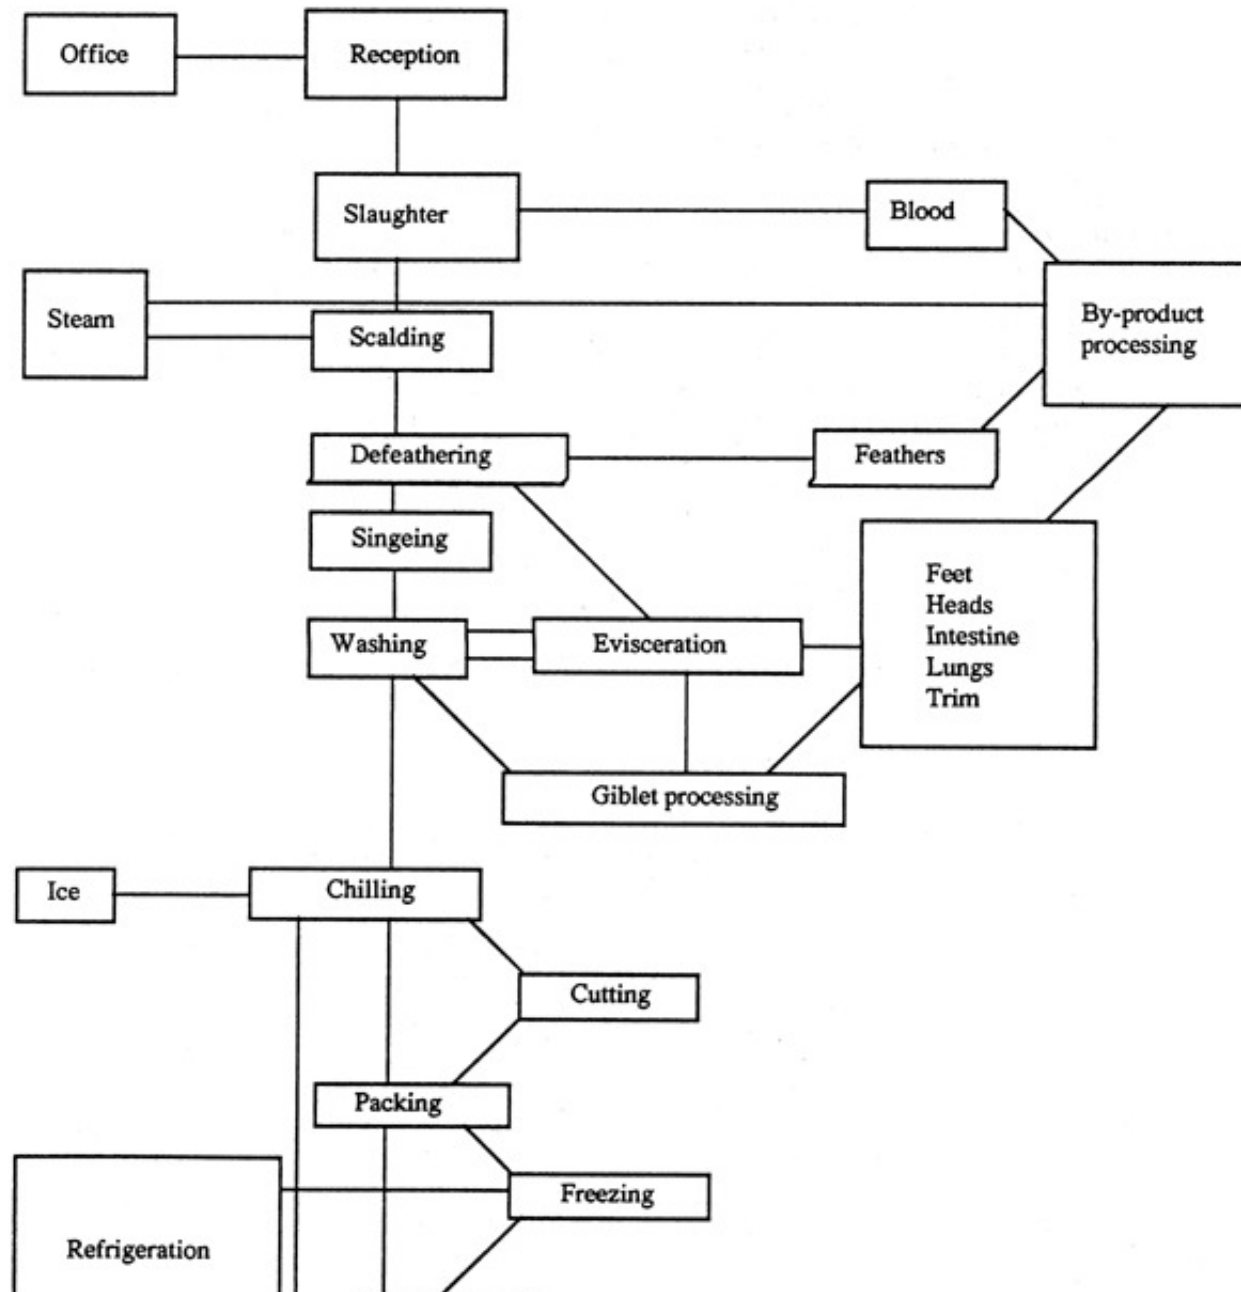 Office
Reception
Slaughter
Blood
Steam
Scalding
By-product
processing
Defeathering
Feathers
Singeing
Feet
Heads
Intestine
Lungs
Trim
Washing
Evisceration
Giblet processing
Ice
Chilling
Cutting
Packing
Freezing
Refrigeration